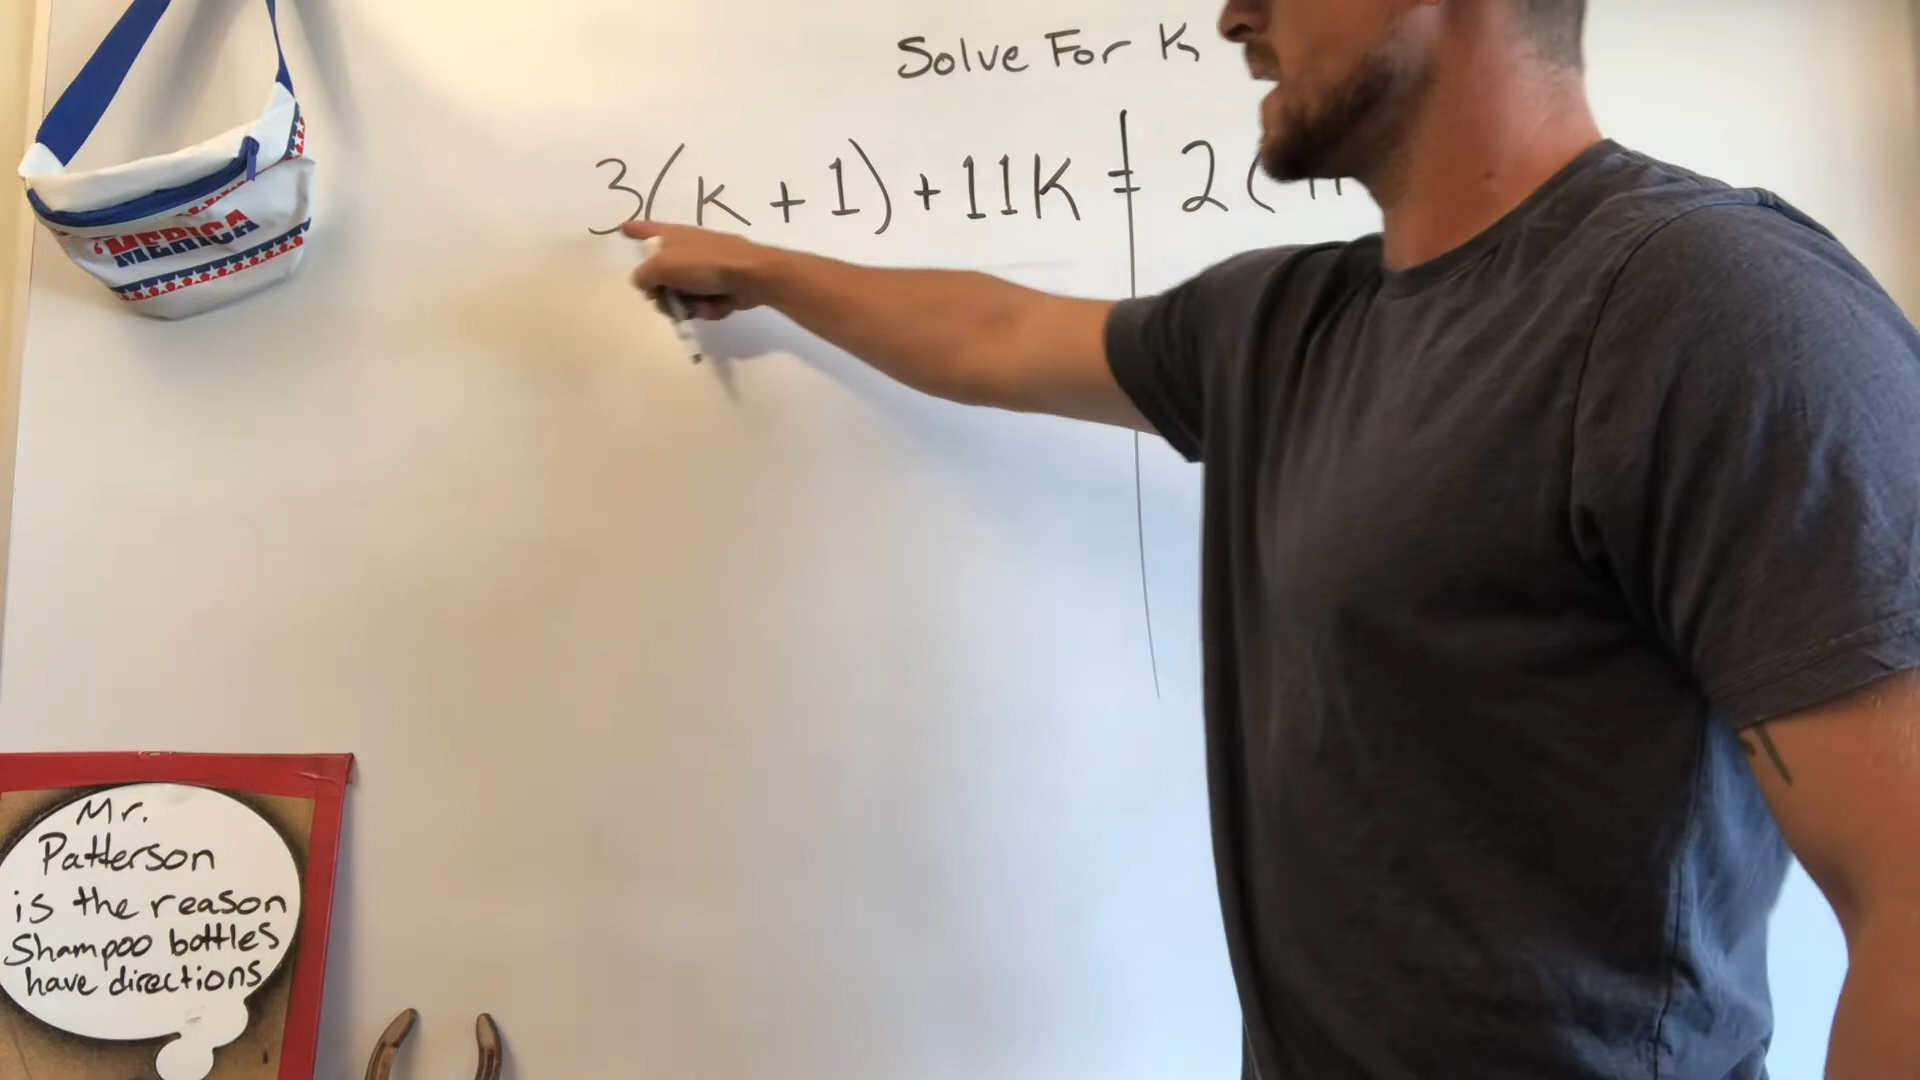 Solve For K
3(K+1)+11K=2(
'MERICA
Mr.
Patterson
is the reason
Shampoo bottles
have directions